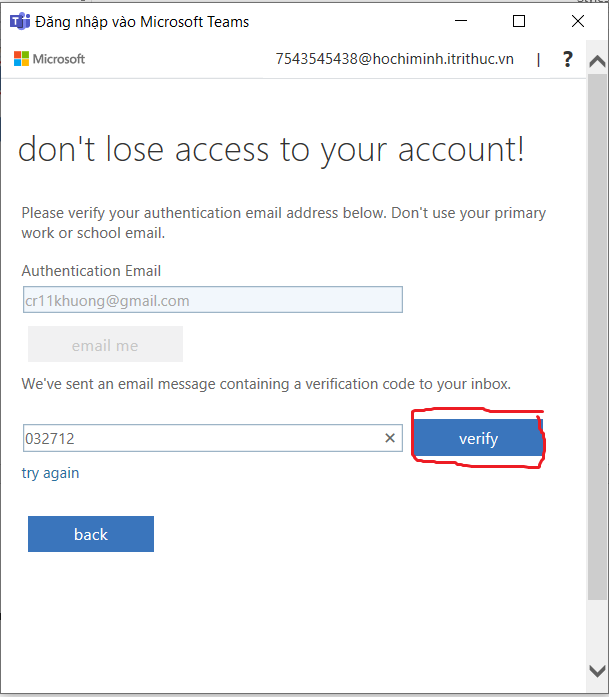 Đăng nhập vào Microsoft Teams
Microsoft 7543545438@hochiminh.itrithuc.vn | ?
don't lose access to your account!
Please verify your authentication email address below. Don't use your primary
work or school email.
Authentication Email
cr11khuong@gmail.com
email me
We've sent an email message containing a verification code to your inbox.
032712
verify
try again
back